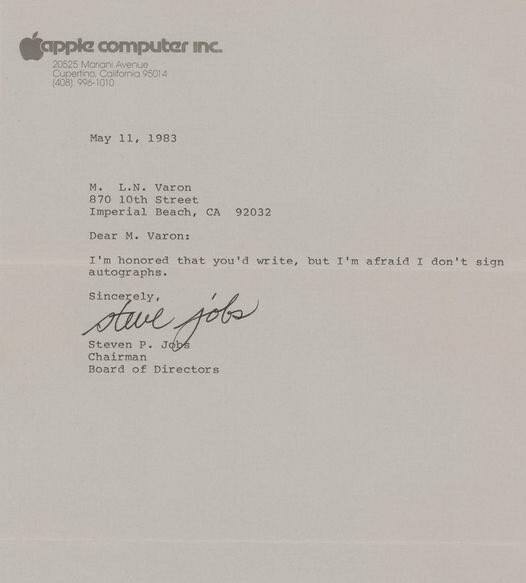 apple computer inc.
20525 Mariani Avenue
Cupertino, California 95014
(408) 996-1010
May 11, 1983
M. L.N. Varon
870 10th Street
Imperial Beach, CA 92032
Dear M. Varon:
I'm honored that you'd write, but I'm afraid I don't sign
autographs.
Sincerely,
steve jobs
Steven P. Jobs
Chairman
Board of Directors